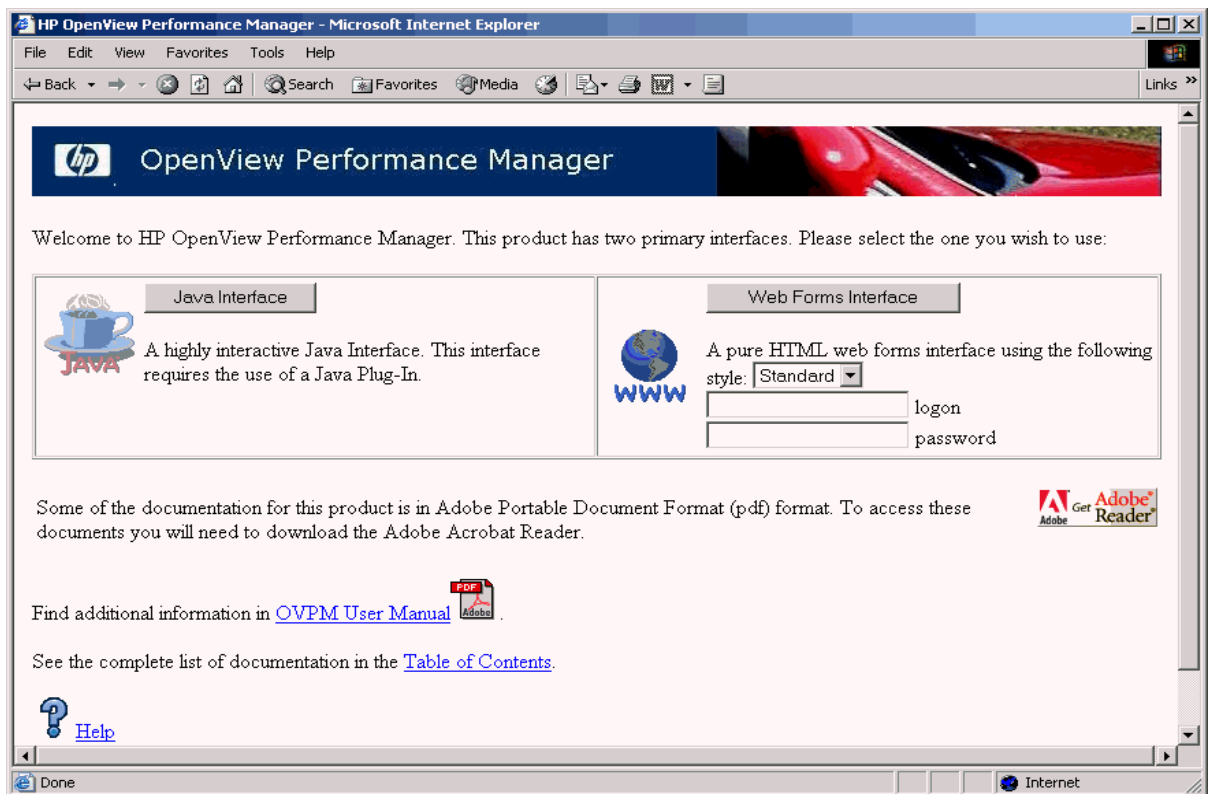 HP OpenView Performance Manager - Microsoft Internet Explorer
File Edit View Favorites Tools Help
Back Search Favorites Media Links »
hp OpenView Performance Manager
Welcome to HP OpenView Performance Manager. This product has two primary interfaces. Please select the one you wish to use:
Java Interface
JAVA
A highly interactive Java Interface. This interface
requires the use of a Java Plug-In.
Web Forms Interface
WWW
A pure HTML web forms interface using the following
style: Standard
logon
password
Some of the documentation for this product is in Adobe Portable Document Format (pdf) format. To access these
documents you will need to download the Adobe Acrobat Reader.
Adobe Get Adobe® Reader®
PDF
Adobe
Find additional information in OVPM User Manual .
See the complete list of documentation in the Table of Contents.
? Help
Done Internet